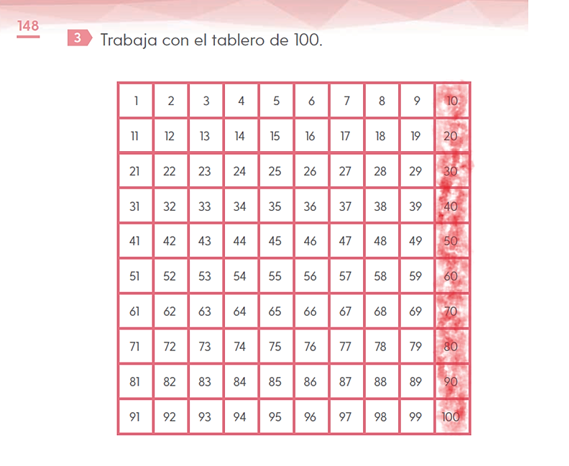 148
3 Trabaja con el tablero de 100.
1 2 3 4 5 6 7 8 9 10
11 12 13 14 15 16 17 18 19 20
21 22 23 24 25 26 27 28 29 30
31 32 33 34 35 36 37 38 39 40
41 42 43 44 45 46 47 48 49 50
51 52 53 54 55 56 57 58 59 60
61 62 63 64 65 66 67 68 69 70
71 72 73 74 75 76 77 78 79 80
81 82 83 84 85 86 87 88 89 90
91 92 93 94 95 96 97 98 99 100